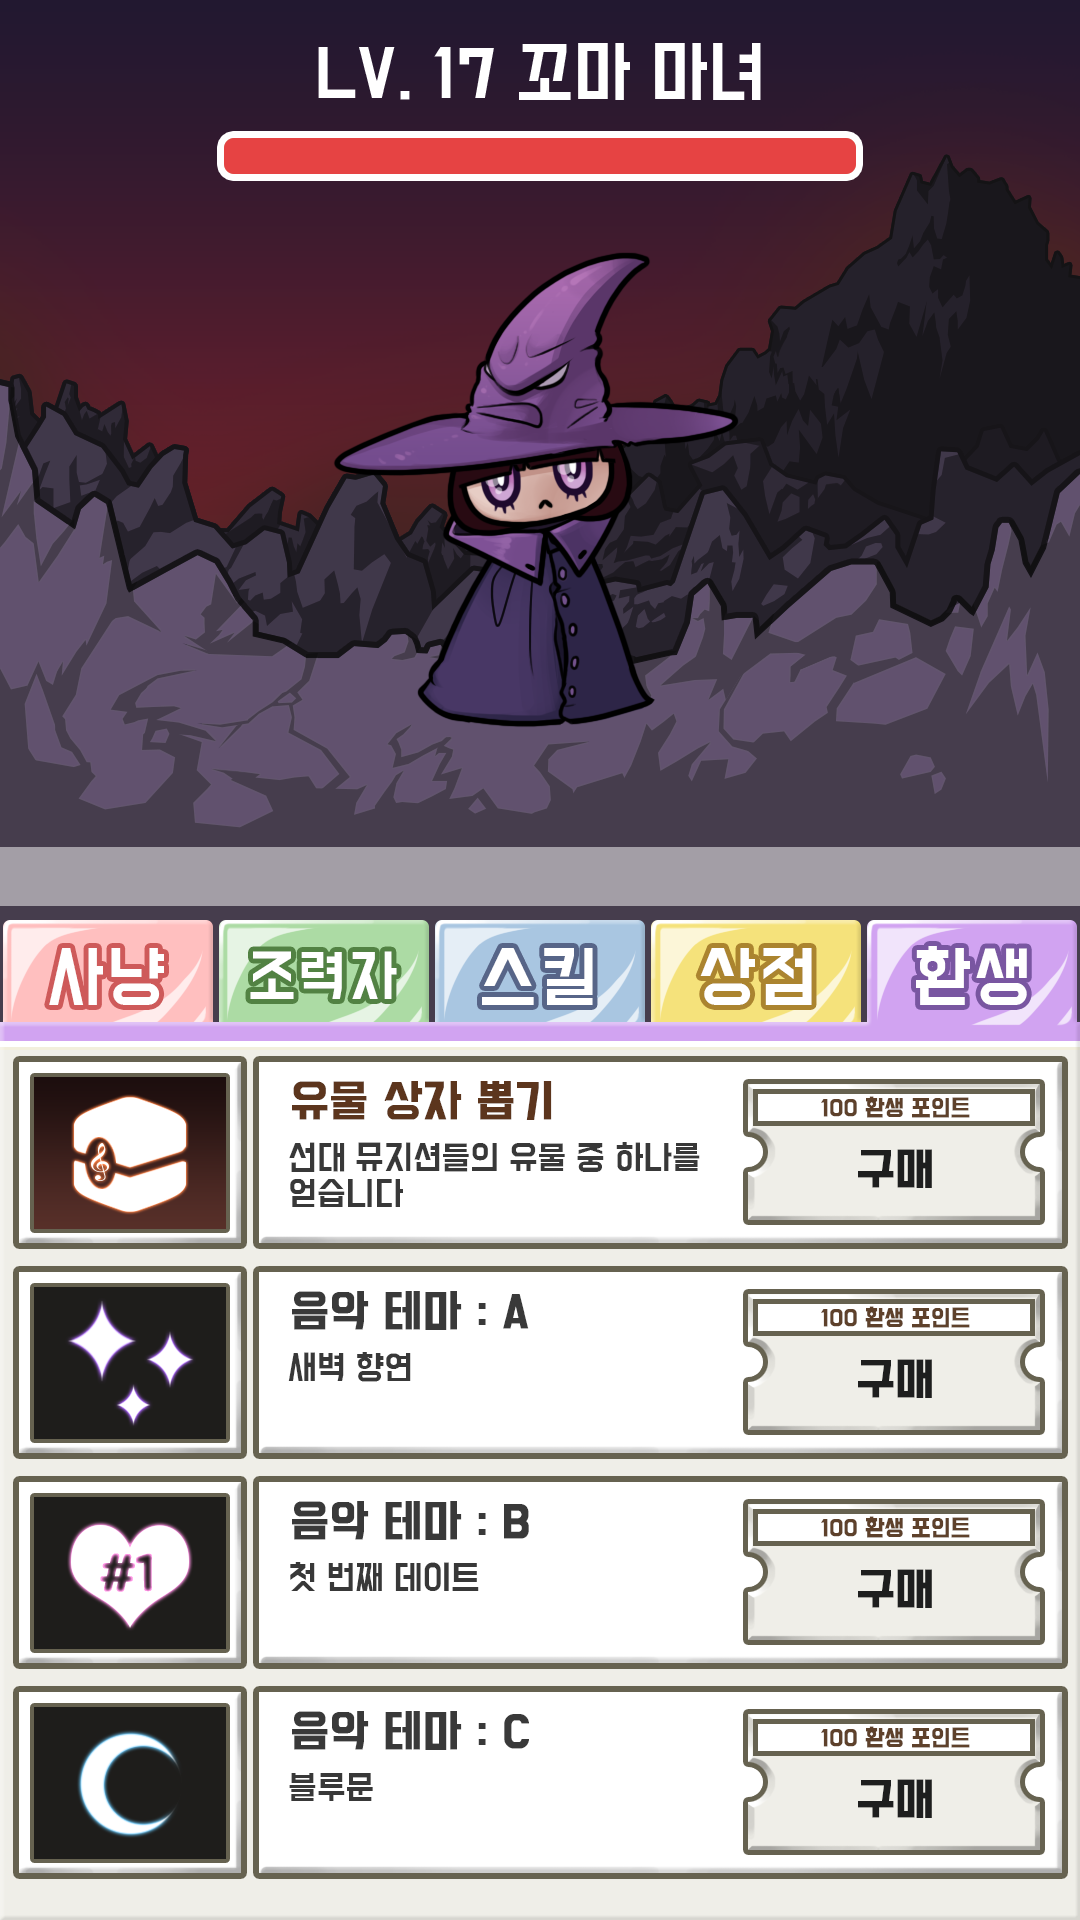 LV. 17 꼬마 마녀
사냥
조력자
스킬
상점
환생
유물 상자 뽑기
선대 뮤지션들의 유물 중 하나를
얻습니다
100 환생 포인트
구매
음악 테마 : A
새벽 향연
100 환생 포인트
구매
#1
음악 테마 : B
첫 번째 데이트
100 환생 포인트
구매
음악 테마 : C
블루문
100 환생 포인트
구매